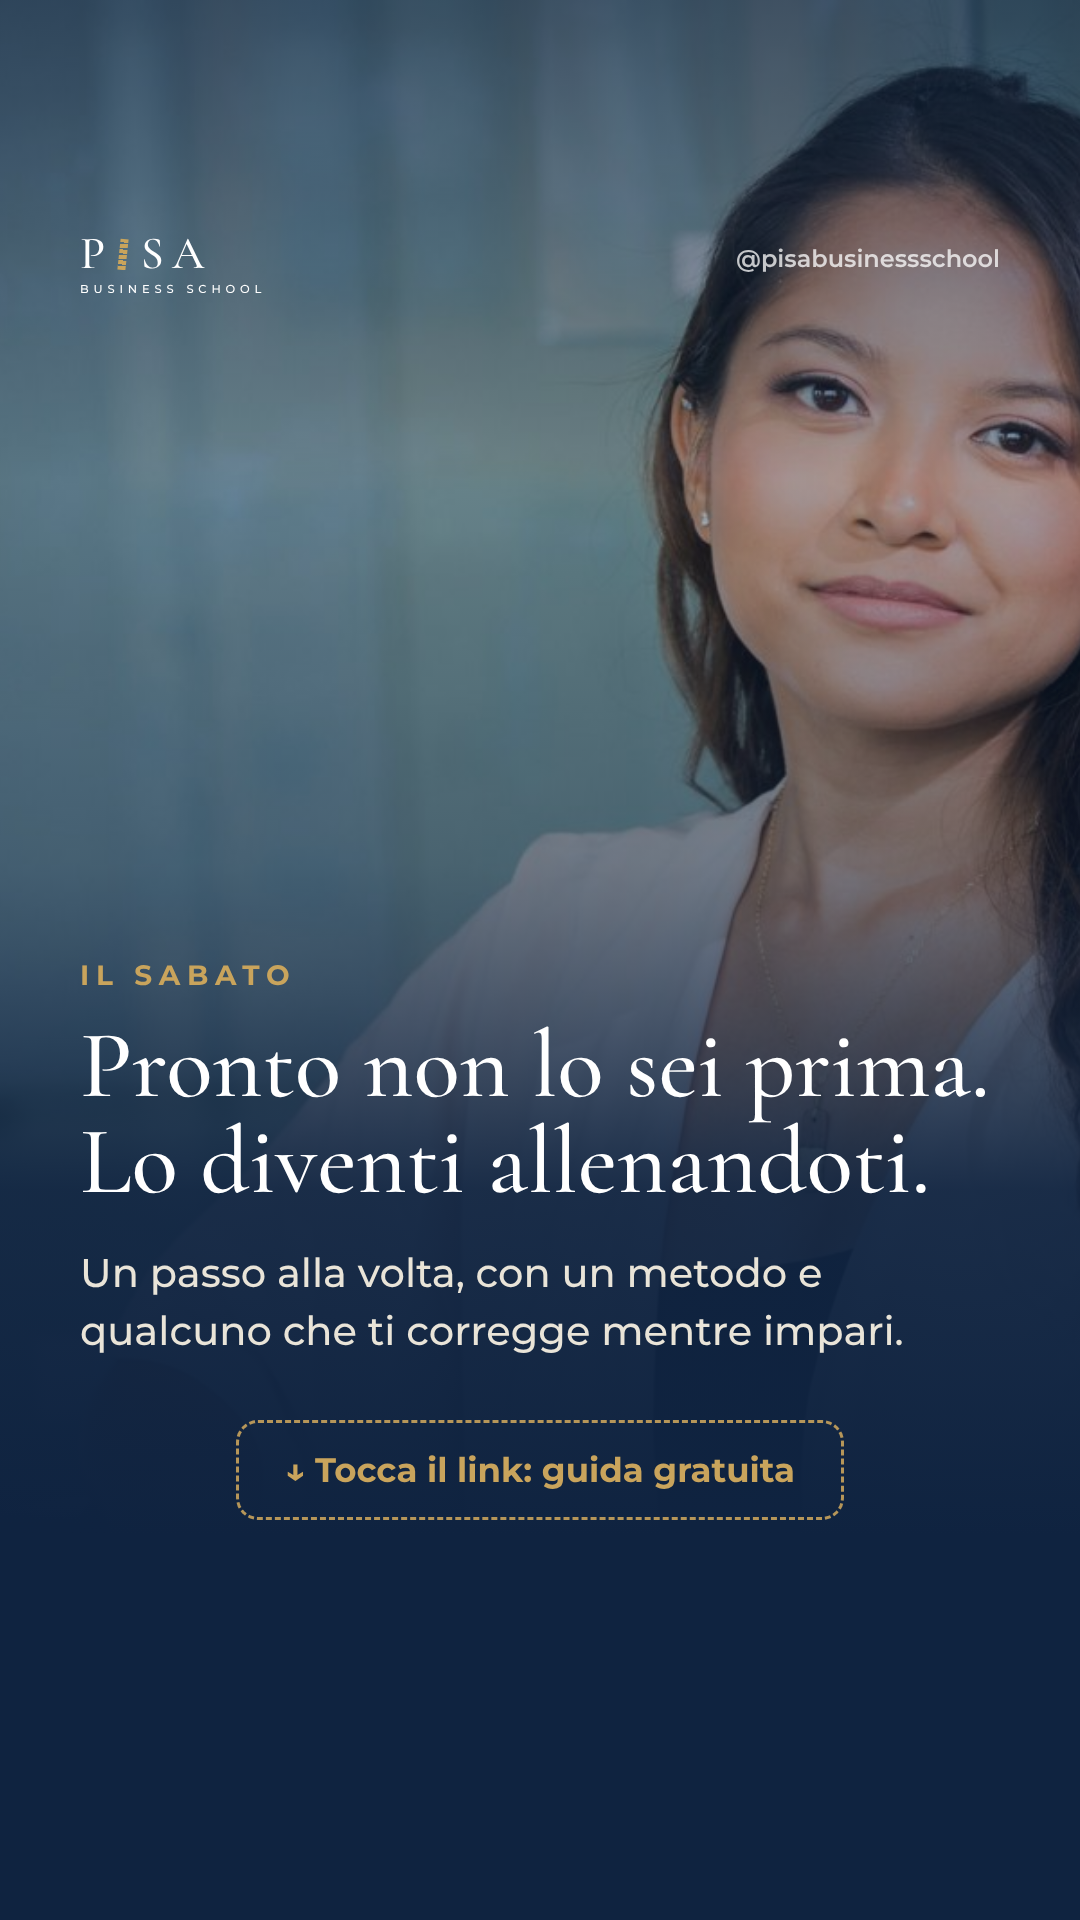 PISA
BUSINESS SCHOOL
@pisabusinessschool
IL SABATO
Pronto non lo sei prima.
Lo diventi allenandoti.
Un passo alla volta, con un metodo e
qualcuno che ti corregge mentre impari.
↓ Tocca il link: guida gratuita